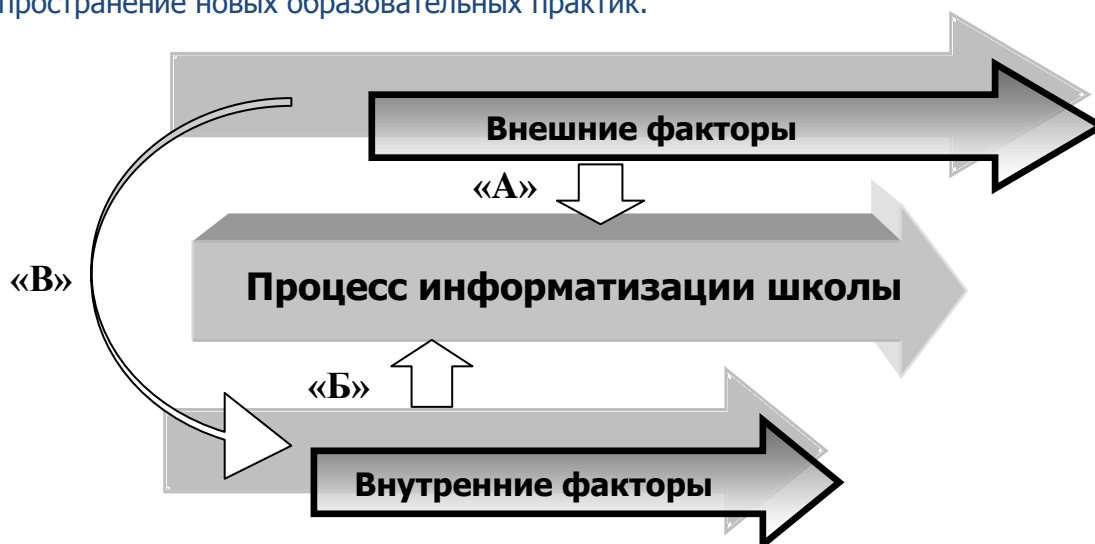 пространение новых образовательных практик.
Внешние факторы
«А»
Процесс информатизации школы
«В»
«Б»
Внутренние факторы